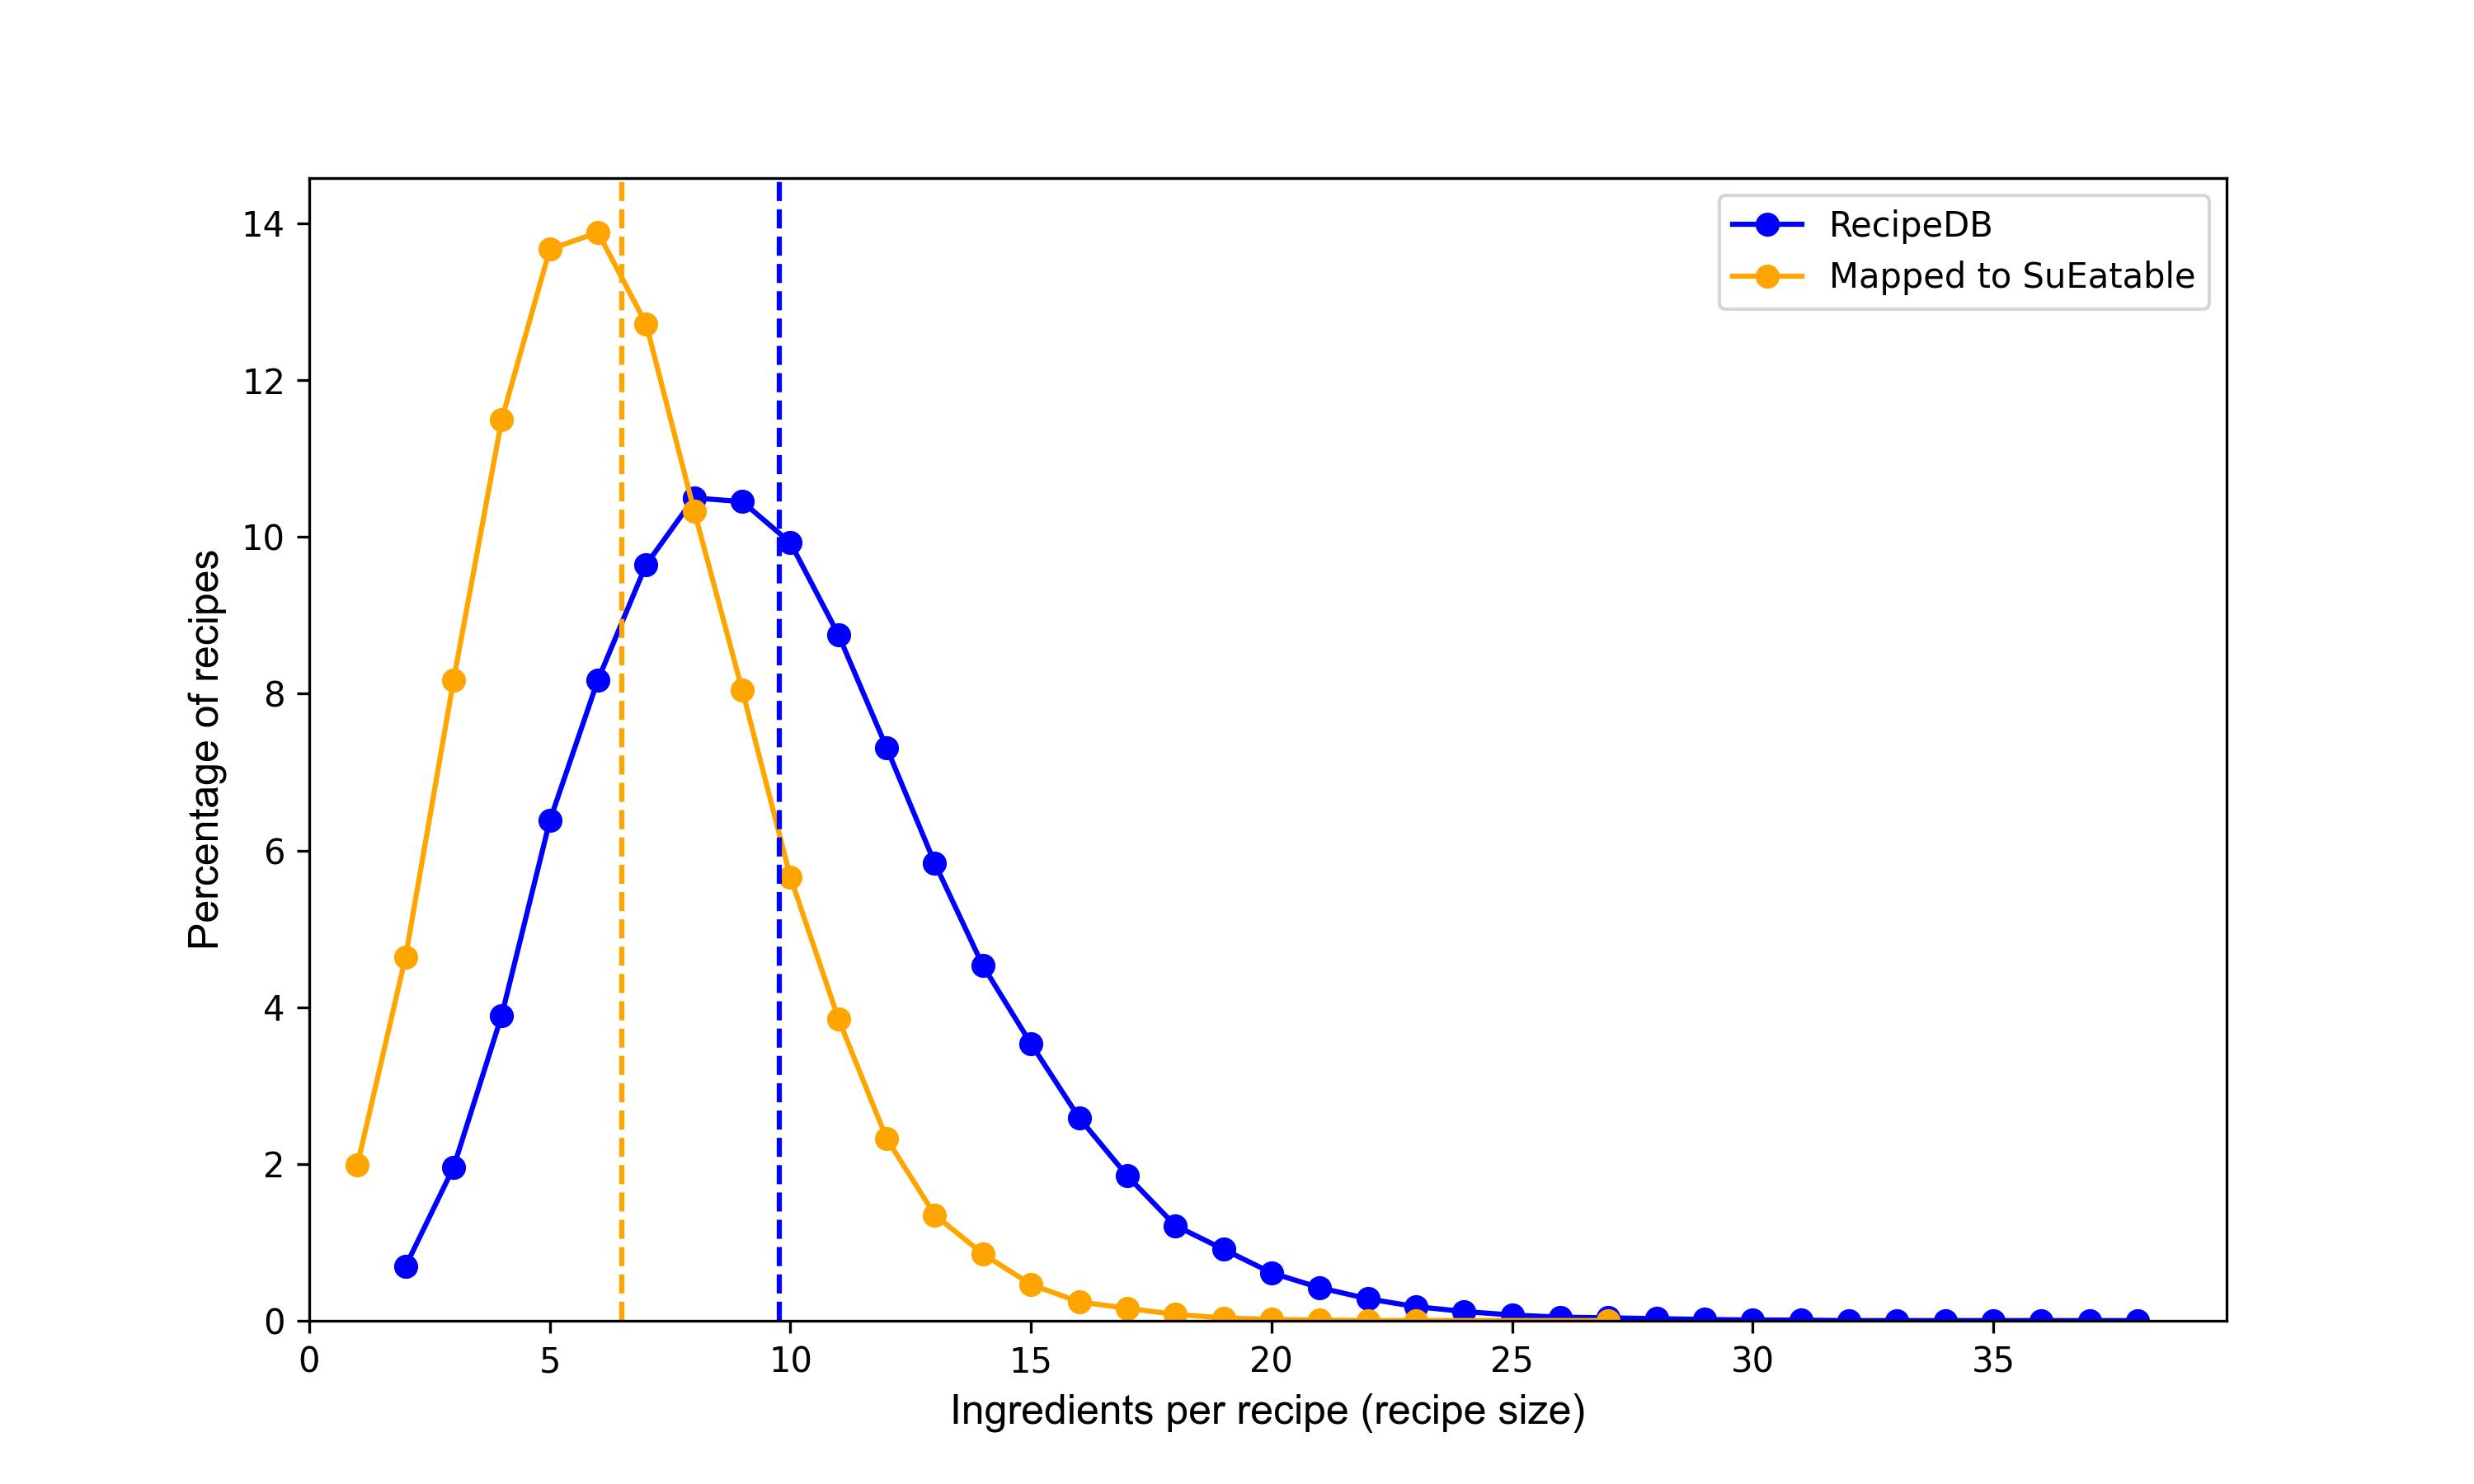 RecipeDB
Mapped to SuEatable
14
12
10
8
6
4
2
0
Percentage of recipes
0 5 10 15 20 25 30 35
Ingredients per recipe (recipe size)